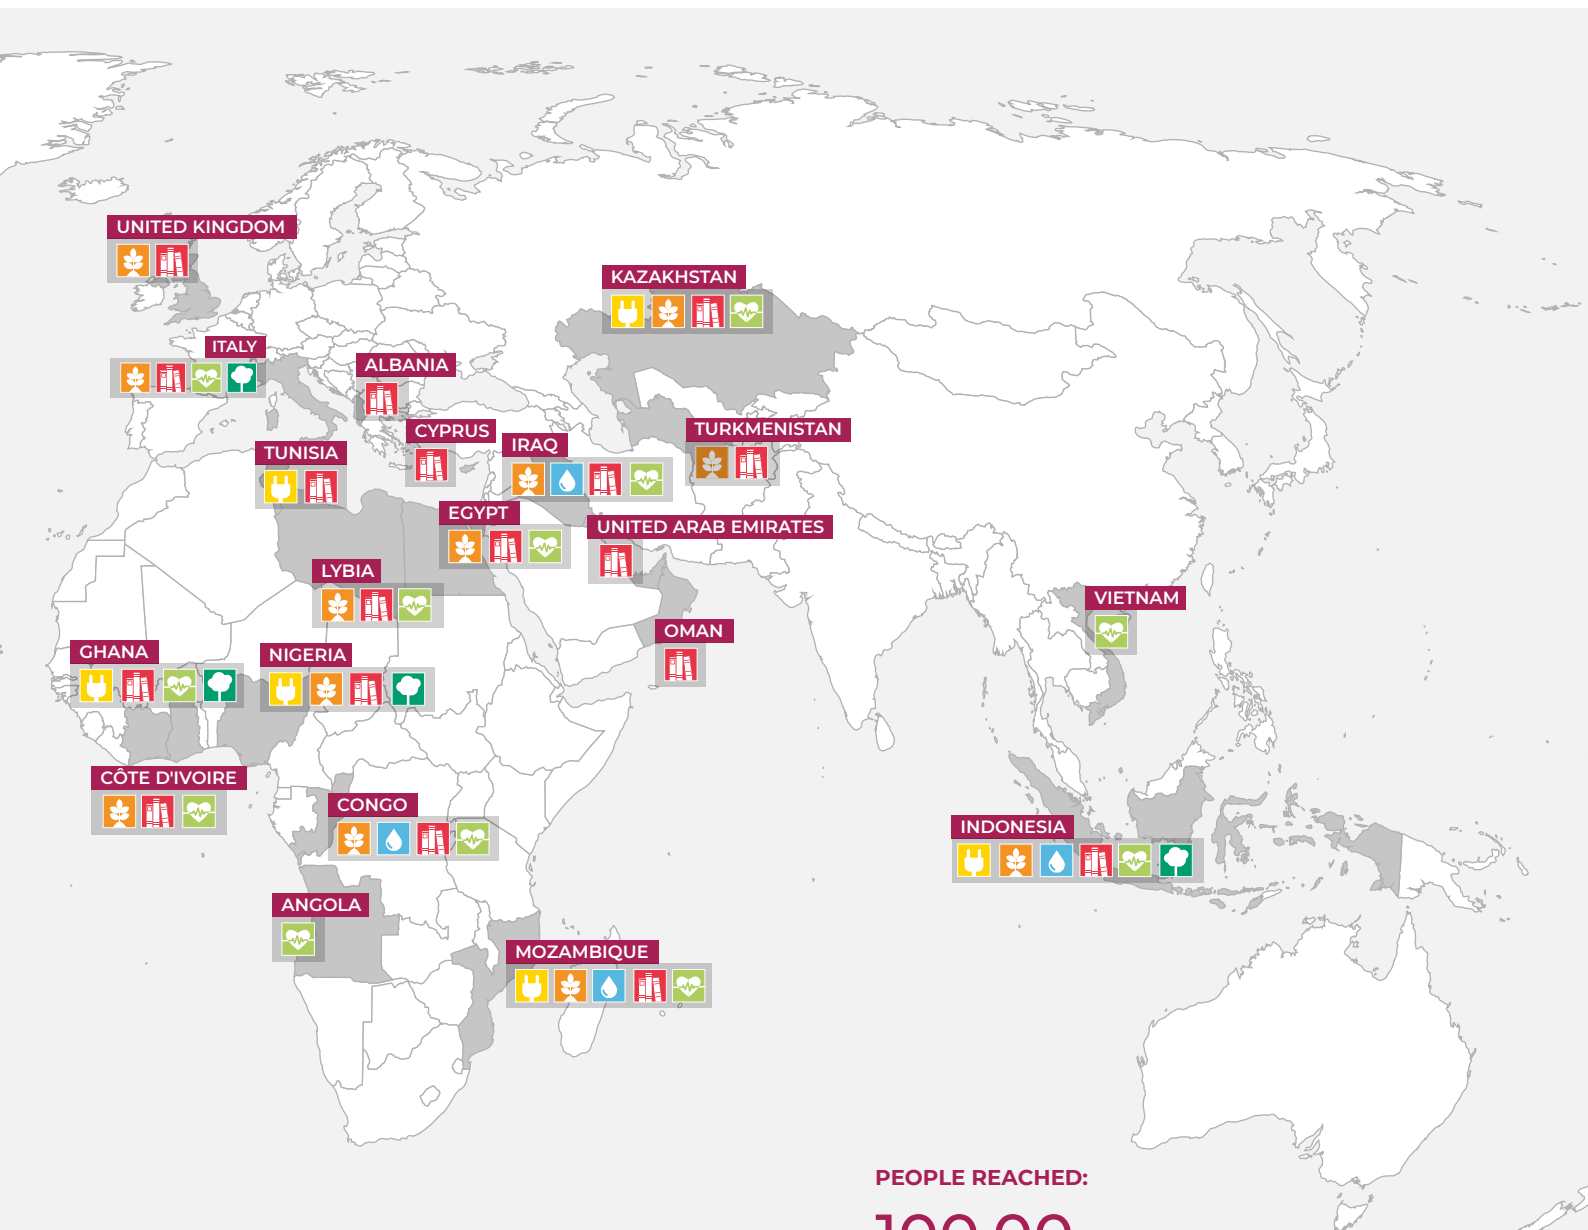 UNITED KINGDOM
KAZAKHSTAN
ITALY
ALBANIA
TURKMENISTAN
CYPRUS
IRAQ
TUNISIA
EGYPT
UNITED ARAB EMIRATES
LYBIA
VIETNAM
OMAN
GHANA
NIGERIA
CÔTE D'IVOIRE
CONGO
INDONESIA
ANGOLA
MOZAMBIQUE
PEOPLE REACHED: